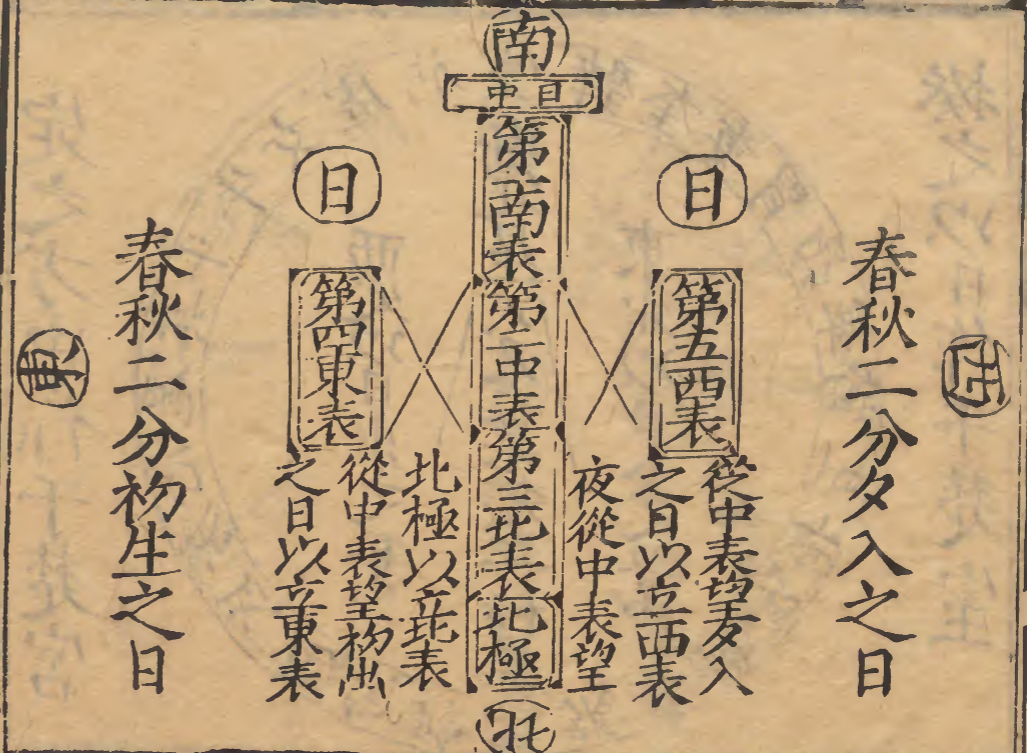 南
日中
第二南表
第一中表
第三北表
北極
北
西
春秋二分夕入之日
日
第五西表
從中表望夕入
之日以立西表
夜從中表望
北極以立北表
從中表望初出
之日以立東表
日
第四東表
春秋二分初生之日
東